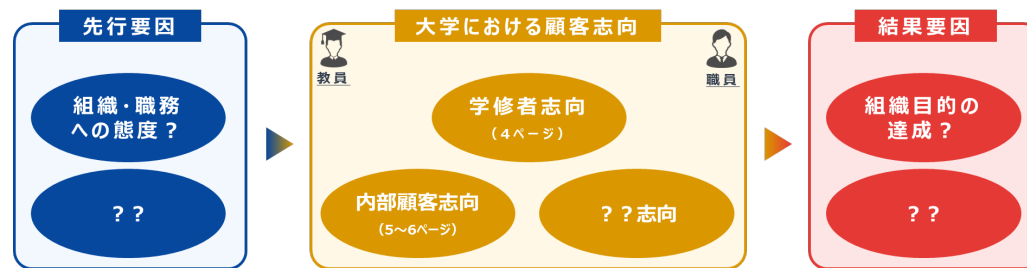 先行要因
組織・職務
への態度？
？？
大学における顧客志向
教員
職員
学修者志向
（4ページ）
内部顧客志向
（5～6ページ）
？？志向
結果要因
組織目的の
達成？
？？